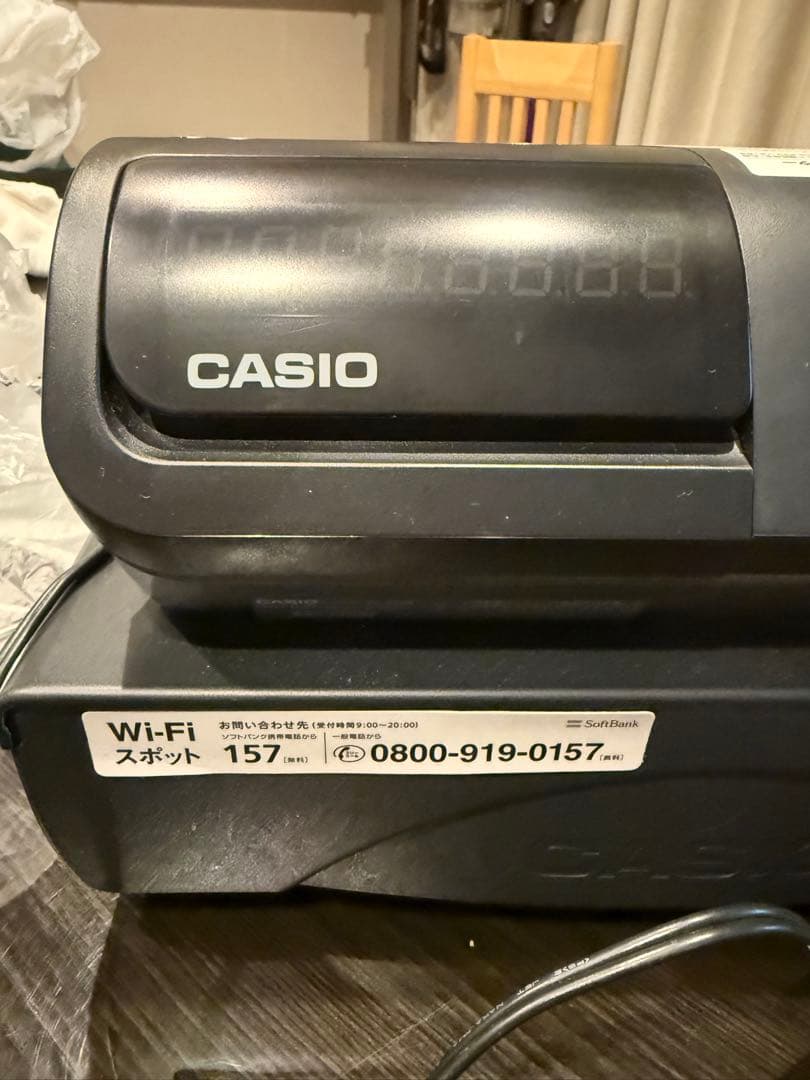 CASIO
CASIO
Wi-Fi
スポット
お問い合わせ先 (受付時間9:00～20:00)
ソフトバンク携帯電話から
157 [無料]
一般電話から
0800-919-0157 [無料]
SoftBank
CASIO